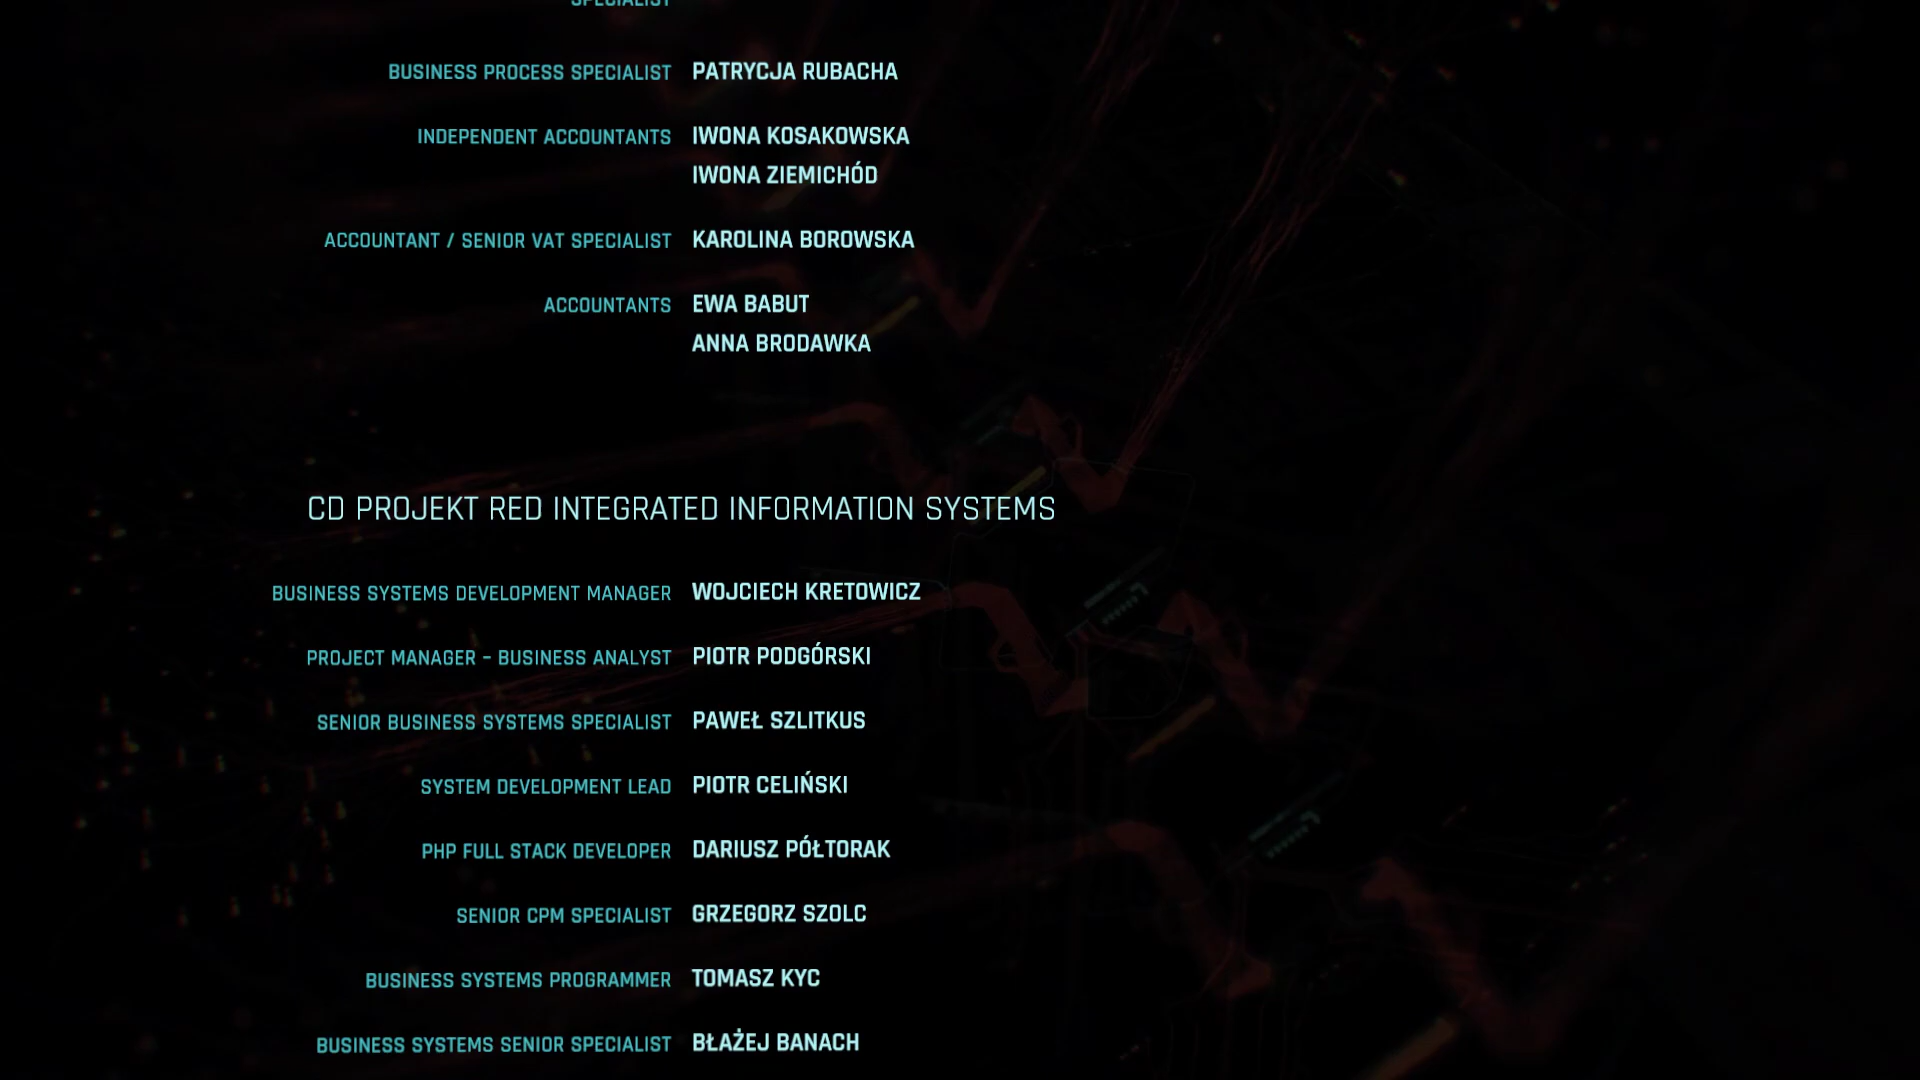 SPECIALIST
BUSINESS PROCESS SPECIALIST PATRYCJA RUBACHA
INDEPENDENT ACCOUNTANTS IWONA KOSAKOWSKA
IWONA ZIEMICHÓD
ACCOUNTANT / SENIOR VAT SPECIALIST KAROLINA BOROWSKA
ACCOUNTANTS EWA BABUT
ANNA BRODAWKA
CD PROJEKT RED INTEGRATED INFORMATION SYSTEMS
BUSINESS SYSTEMS DEVELOPMENT MANAGER WOJCIECH KRETOWICZ
PROJECT MANAGER – BUSINESS ANALYST PIOTR PODGÓRSKI
SENIOR BUSINESS SYSTEMS SPECIALIST PAWEŁ SZLITKUS
SYSTEM DEVELOPMENT LEAD PIOTR CELIŃSKI
PHP FULL STACK DEVELOPER DARIUSZ PÓŁTORAK
SENIOR CPM SPECIALIST GRZEGORZ SZOLC
BUSINESS SYSTEMS PROGRAMMER TOMASZ KYC
BUSINESS SYSTEMS SENIOR SPECIALIST BŁAŻEJ BANACH